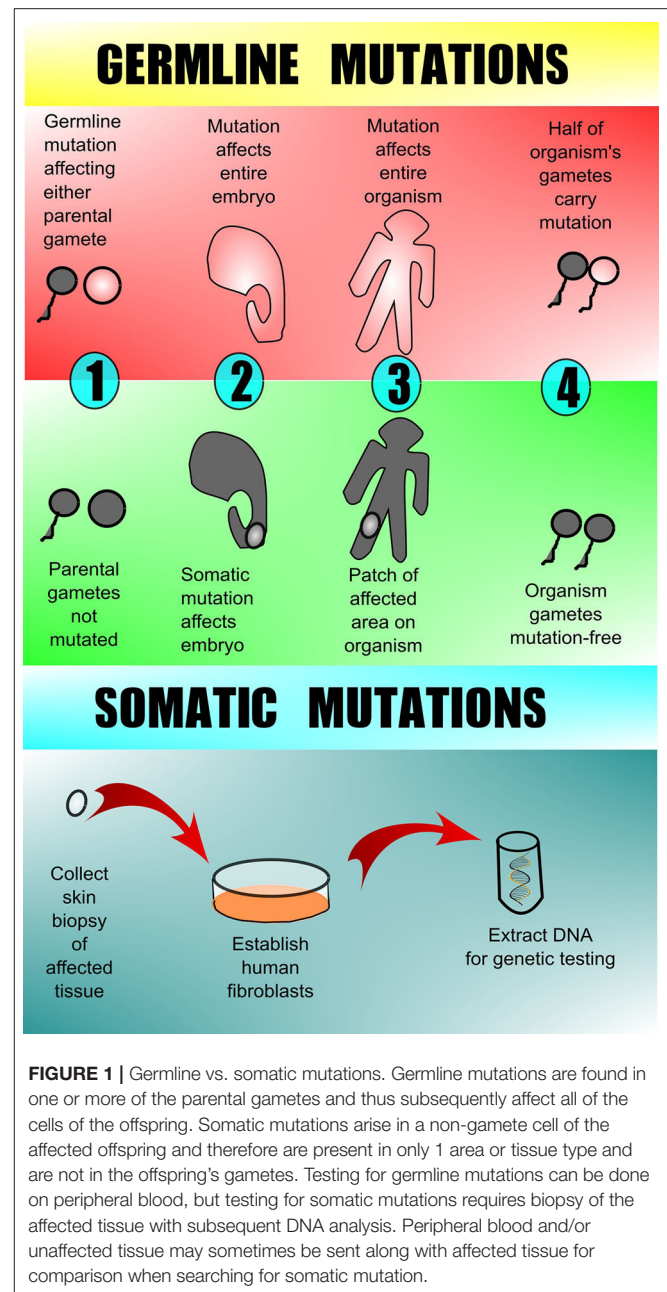 GERMLINE MUTATIONS
Germline
mutation
affecting
either
parental
gamete
Mutation
affects
entire
embryo
Mutation
affects
entire
organism
Half of
organism's
gametes
carry
mutation
1
2
3
4
Parental
gametes
not
mutated
Somatic
mutation
affects
embryo
Patch of
affected
area on
organism
Organism
gametes
mutation-free
SOMATIC MUTATIONS
Collect
skin
biopsy
of
affected
tissue
Establish
human
fibroblasts
Extract DNA
for genetic testing
FIGURE 1 | Germline vs. somatic mutations. Germline mutations are found in
one or more of the parental gametes and thus subsequently affect all of the
cells of the offspring. Somatic mutations arise in a non-gamete cell of the
affected offspring and therefore are present in only 1 area or tissue type and
are not in the offspring's gametes. Testing for germline mutations can be done
on peripheral blood, but testing for somatic mutations requires biopsy of the
affected tissue with subsequent DNA analysis. Peripheral blood and/or
unaffected tissue may sometimes be sent along with affected tissue for
comparison when searching for somatic mutation.